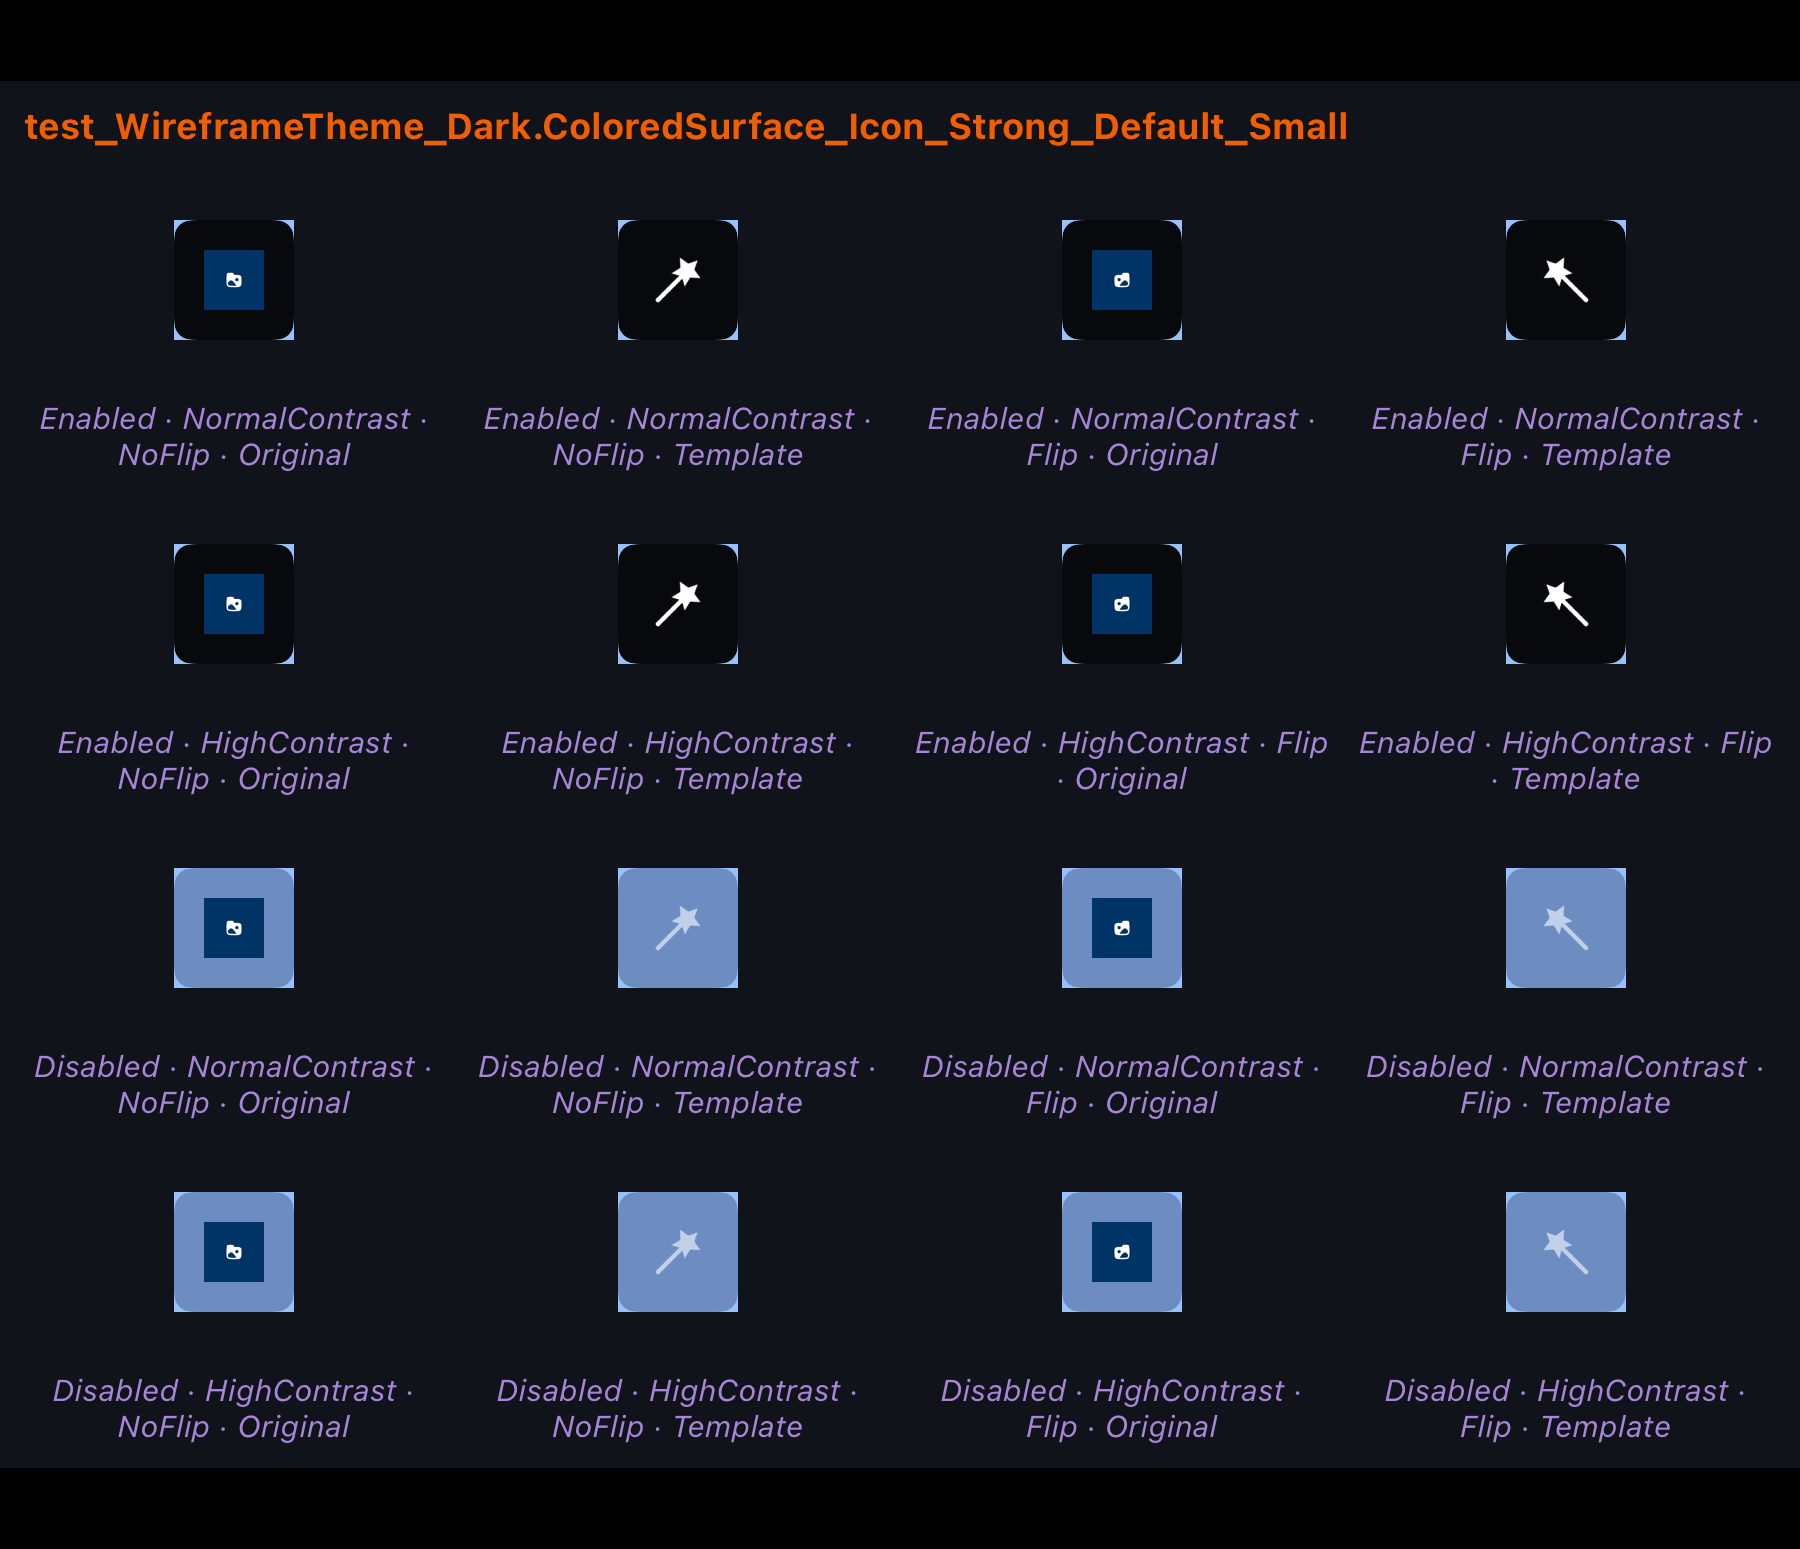 test_WireframeTheme_Dark.ColoredSurface_Icon_Strong_Default_Small
Enabled · NormalContrast ·
NoFlip · Original
Enabled · NormalContrast ·
NoFlip · Template
Enabled · NormalContrast ·
Flip · Original
Enabled · NormalContrast ·
Flip · Template
Enabled · HighContrast ·
NoFlip · Original
Enabled · HighContrast ·
NoFlip · Template
Enabled · HighContrast · Flip
· Original
Enabled · HighContrast · Flip
· Template
Disabled · NormalContrast ·
NoFlip · Original
Disabled · NormalContrast ·
NoFlip · Template
Disabled · NormalContrast ·
Flip · Original
Disabled · NormalContrast ·
Flip · Template
Disabled · HighContrast ·
NoFlip · Original
Disabled · HighContrast ·
NoFlip · Template
Disabled · HighContrast ·
Flip · Original
Disabled · HighContrast ·
Flip · Template